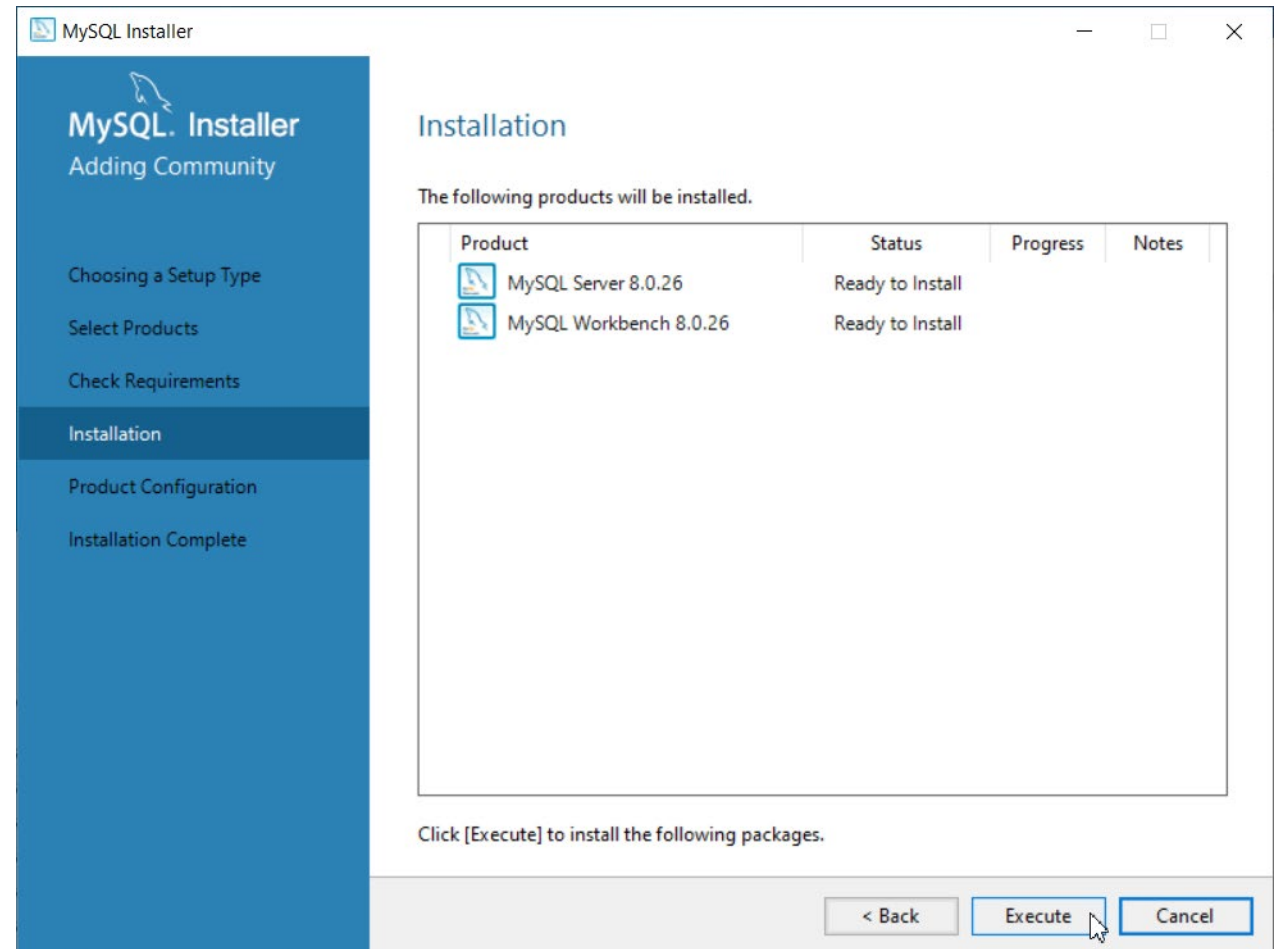 MySQL Installer
MySQL. Installer
Adding Community
Choosing a Setup Type
Select Products
Check Requirements
Installation
Product Configuration
Installation Complete
Installation
The following products will be installed.
Product Status Progress Notes
MySQL Server 8.0.26 Ready to Install
MySQL Workbench 8.0.26 Ready to Install
Click [Execute] to install the following packages.
< Back Execute Cancel